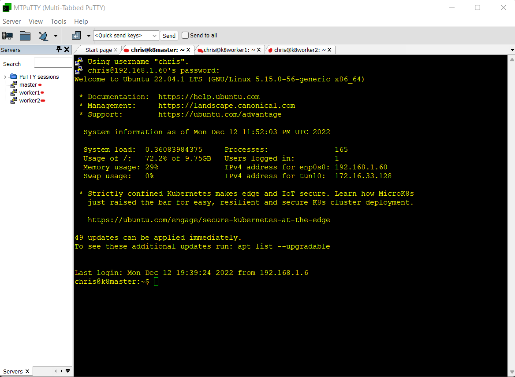 MTPuTTY (Multi-Tabbed PuTTY)
Server View Tools Help
<Quick send keys> Send Send to all
Servers
Start page chris@k8master: ~ chris@k8worker1: ~ chris@k8worker2: ~
Search
PuTTY sessions
master
worker1
worker2
Using username "chris".
chris@192.168.1.60's password:
Welcome to Ubuntu 22.04.1 LTS (GNU/Linux 5.15.0-56-generic x86_64)
* Documentation: https://help.ubuntu.com
* Management: https://landscape.canonical.com
* Support: https://ubuntu.com/advantage
System information as of Mon Dec 12 11:52:03 PM UTC 2022
System load: 0.36083984375 Processes: 165
Usage of /: 72.2% of 9.75GB Users logged in: 1
Memory usage: 29% IPv4 address for enp0s8: 192.168.1.60
Swap usage: 0% IPv4 address for tunl0: 172.16.33.128
* Strictly confined Kubernetes makes edge and IoT secure. Learn how MicroK8s
just raised the bar for easy, resilient and secure K8s cluster deployment.
https://ubuntu.com/engage/secure-kubernetes-at-the-edge
49 updates can be applied immediately.
To see these additional updates run: apt list --upgradable
Last login: Mon Dec 12 19:39:24 2022 from 192.168.1.6
chris@k8master:~$
Servers